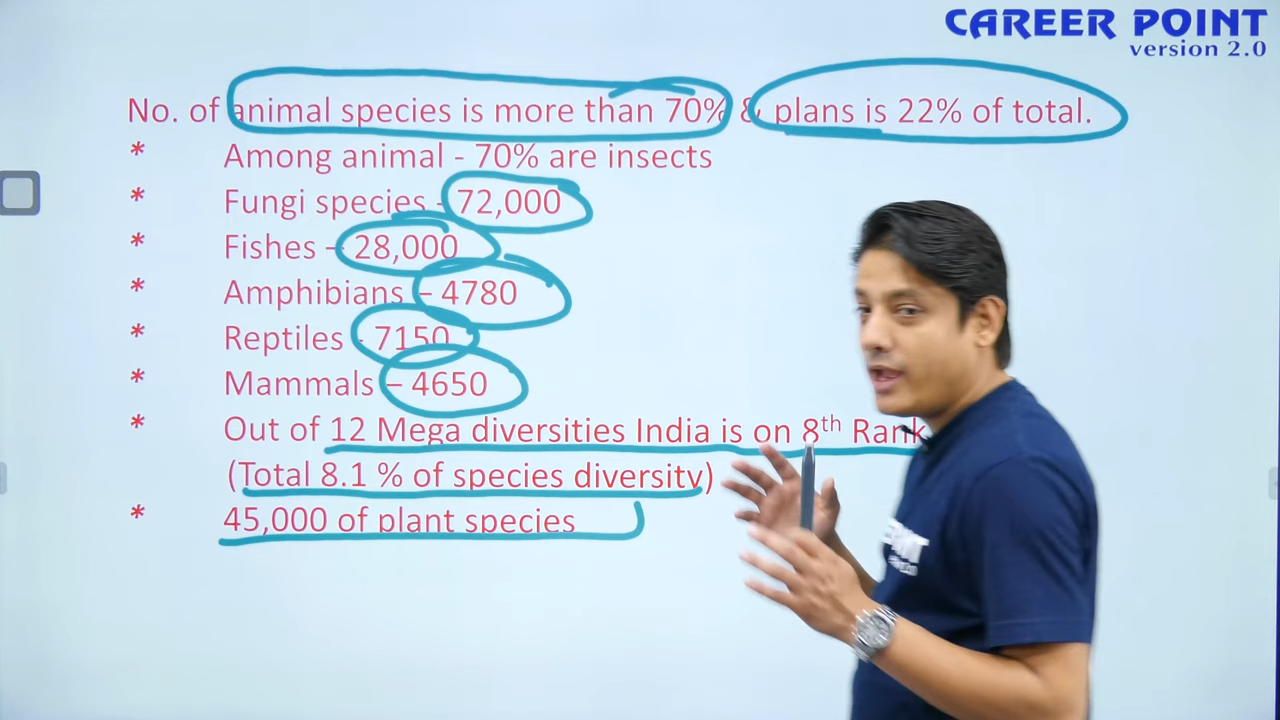 CAREER POINT
version 2.0
No. of animal species is more than 70% & plans is 22% of total.
* Among animal - 70% are insects
* Fungi species - 72,000
* Fishes – 28,000
* Amphibians – 4780
* Reptiles - 7150
* Mammals – 4650
* Out of 12 Mega diversities India is on 8th Rank
(Total 8.1 % of species diversity)
* 45,000 of plant species